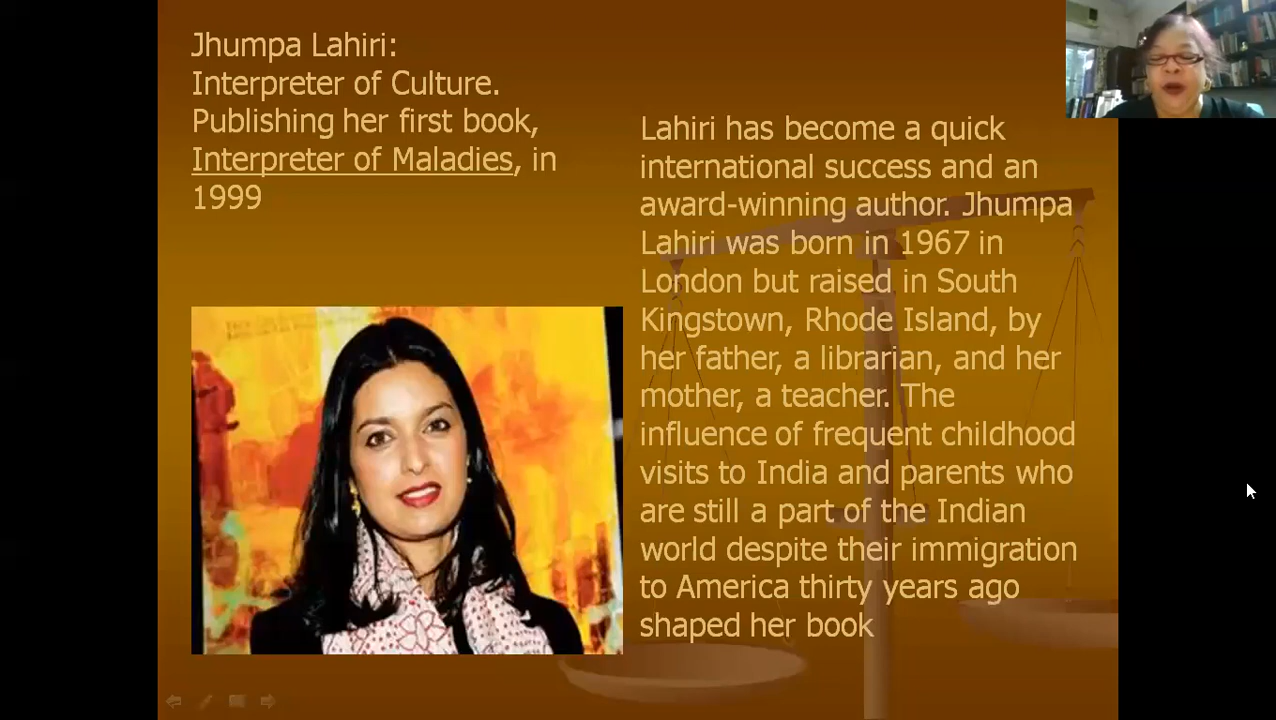 Jhumpa Lahiri:
Interpreter of Culture.
Publishing her first book,
Interpreter of Maladies, in
1999
Lahiri has become a quick
international success and an
award-winning author. Jhumpa
Lahiri was born in 1967 in
London but raised in South
Kingstown, Rhode Island, by
her father, a librarian, and her
mother, a teacher. The
influence of frequent childhood
visits to India and parents who
are still a part of the Indian
world despite their immigration
to America thirty years ago
shaped her book